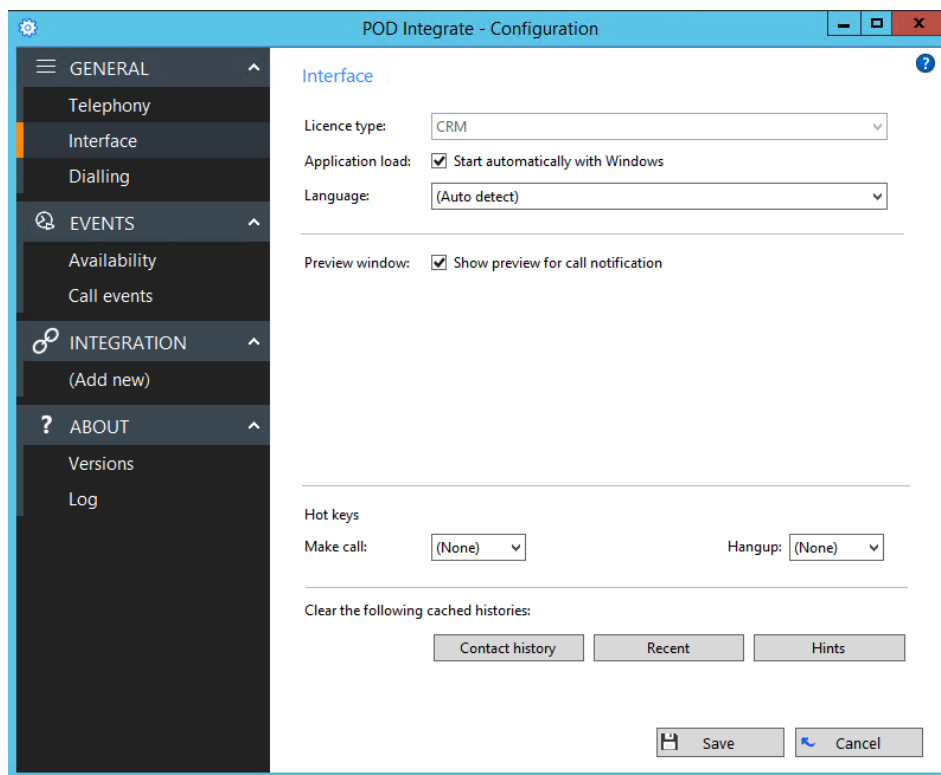 POD Integrate - Configuration
GENERAL
Telephony
Interface
Dialling
EVENTS
Availability
Call events
INTEGRATION
(Add new)
? ABOUT
Versions
Log
?
Interface
Licence type: CRM
Application load: Start automatically with Windows
Language: (Auto detect)
Preview window: Show preview for call notification
Hot keys
Make call: (None) Hangup: (None)
Clear the following cached histories:
Contact history Recent Hints
Save Cancel